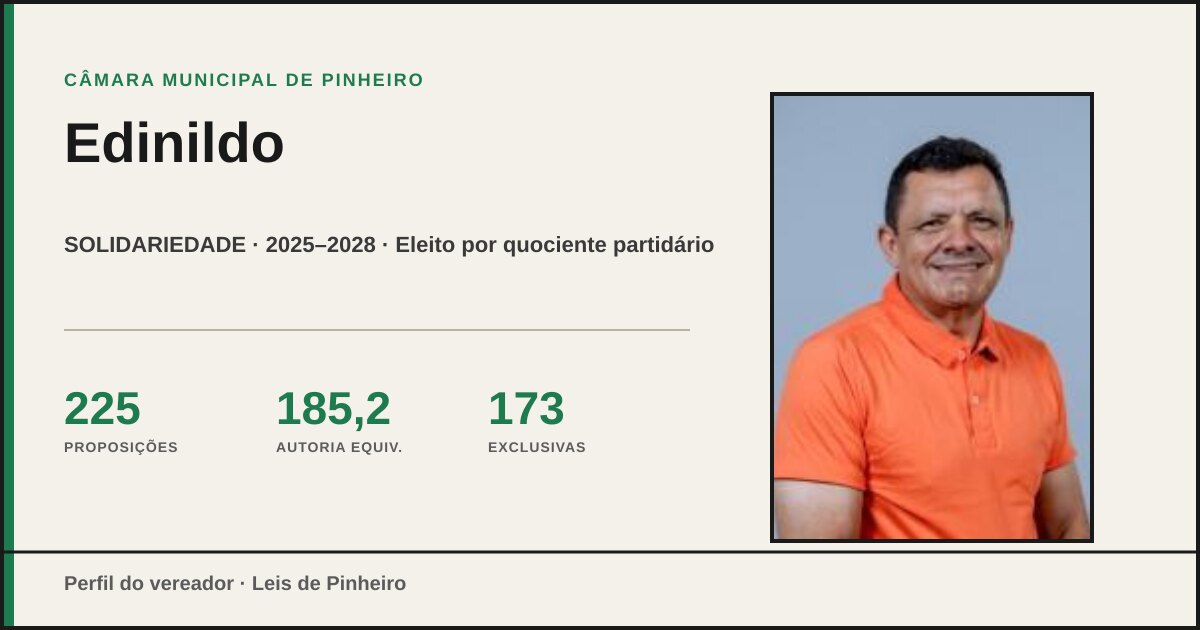 CÂMARA MUNICIPAL DE PINHEIRO
Edinildo
SOLIDARIEDADE · 2025–2028 · Eleito por quociente partidário
225
PROPOSIÇÕES
185,2
AUTORIA EQUIV.
173
EXCLUSIVAS
Perfil do vereador · Leis de Pinheiro